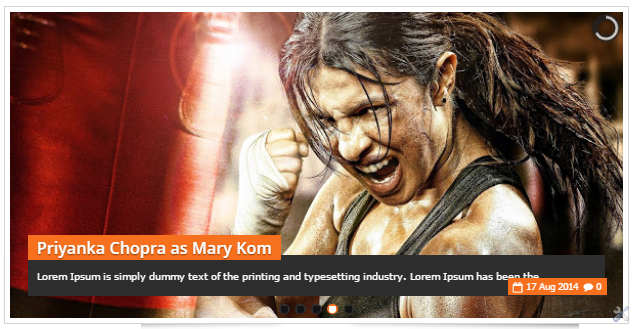 Priyanka Chopra as Mary Kom
Lorem Ipsum is simply dummy text of the printing and typesetting industry. Lorem Ipsum has been the
17 Aug 2014 0